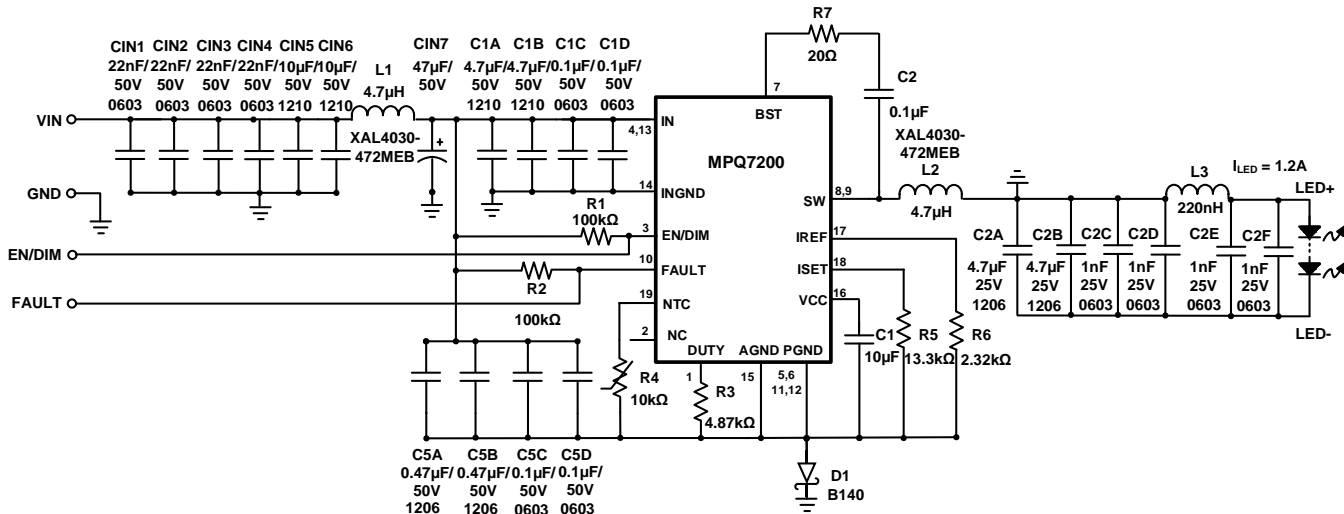 CIN1 CIN2 CIN3 CIN4 CIN5 CIN6
22nF/ 22nF/ 22nF/ 22nF/ 10µF/ 10µF/
50V 50V 50V 50V 50V 50V
0603 0603 0603 0603 1210 1210
L1
4.7µH
XAL4030-
472MEB
CIN7
47µF/
50V
+
C1A C1B C1C C1D
4.7µF/ 4.7µF/ 0.1µF/ 0.1µF/
50V 50V 50V 50V
1210 1210 0603 0603
VIN
GND
EN/DIM
FAULT
R1
100kΩ
R2
100kΩ
R7
20Ω
C2
0.1µF
7
BST
4,13
IN
MPQ7200
14
INGND
3
EN/DIM
10
FAULT
19
NTC
2
NC
DUTY AGND PGND
1
15
5,6
11,12
SW
8,9
IREF
17
ISET
18
VCC
16
XAL4030-
472MEB
L2
4.7µH
L3
220nH
ILED = 1.2A
LED+
LED-
C2A C2B C2C C2D C2E C2F
4.7µF 4.7µF 1nF 1nF 1nF 1nF
25V 25V 25V 25V 25V 25V
1206 1206 0603 0603 0603 0603
C1
10µF
R5
13.3kΩ
R6
2.32kΩ
R4
10kΩ
R3
4.87kΩ
C5A C5B C5C C5D
0.47µF/ 0.47µF/ 0.1µF/ 0.1µF/
50V 50V 50V 50V
1206 1206 0603 0603
D1
B140